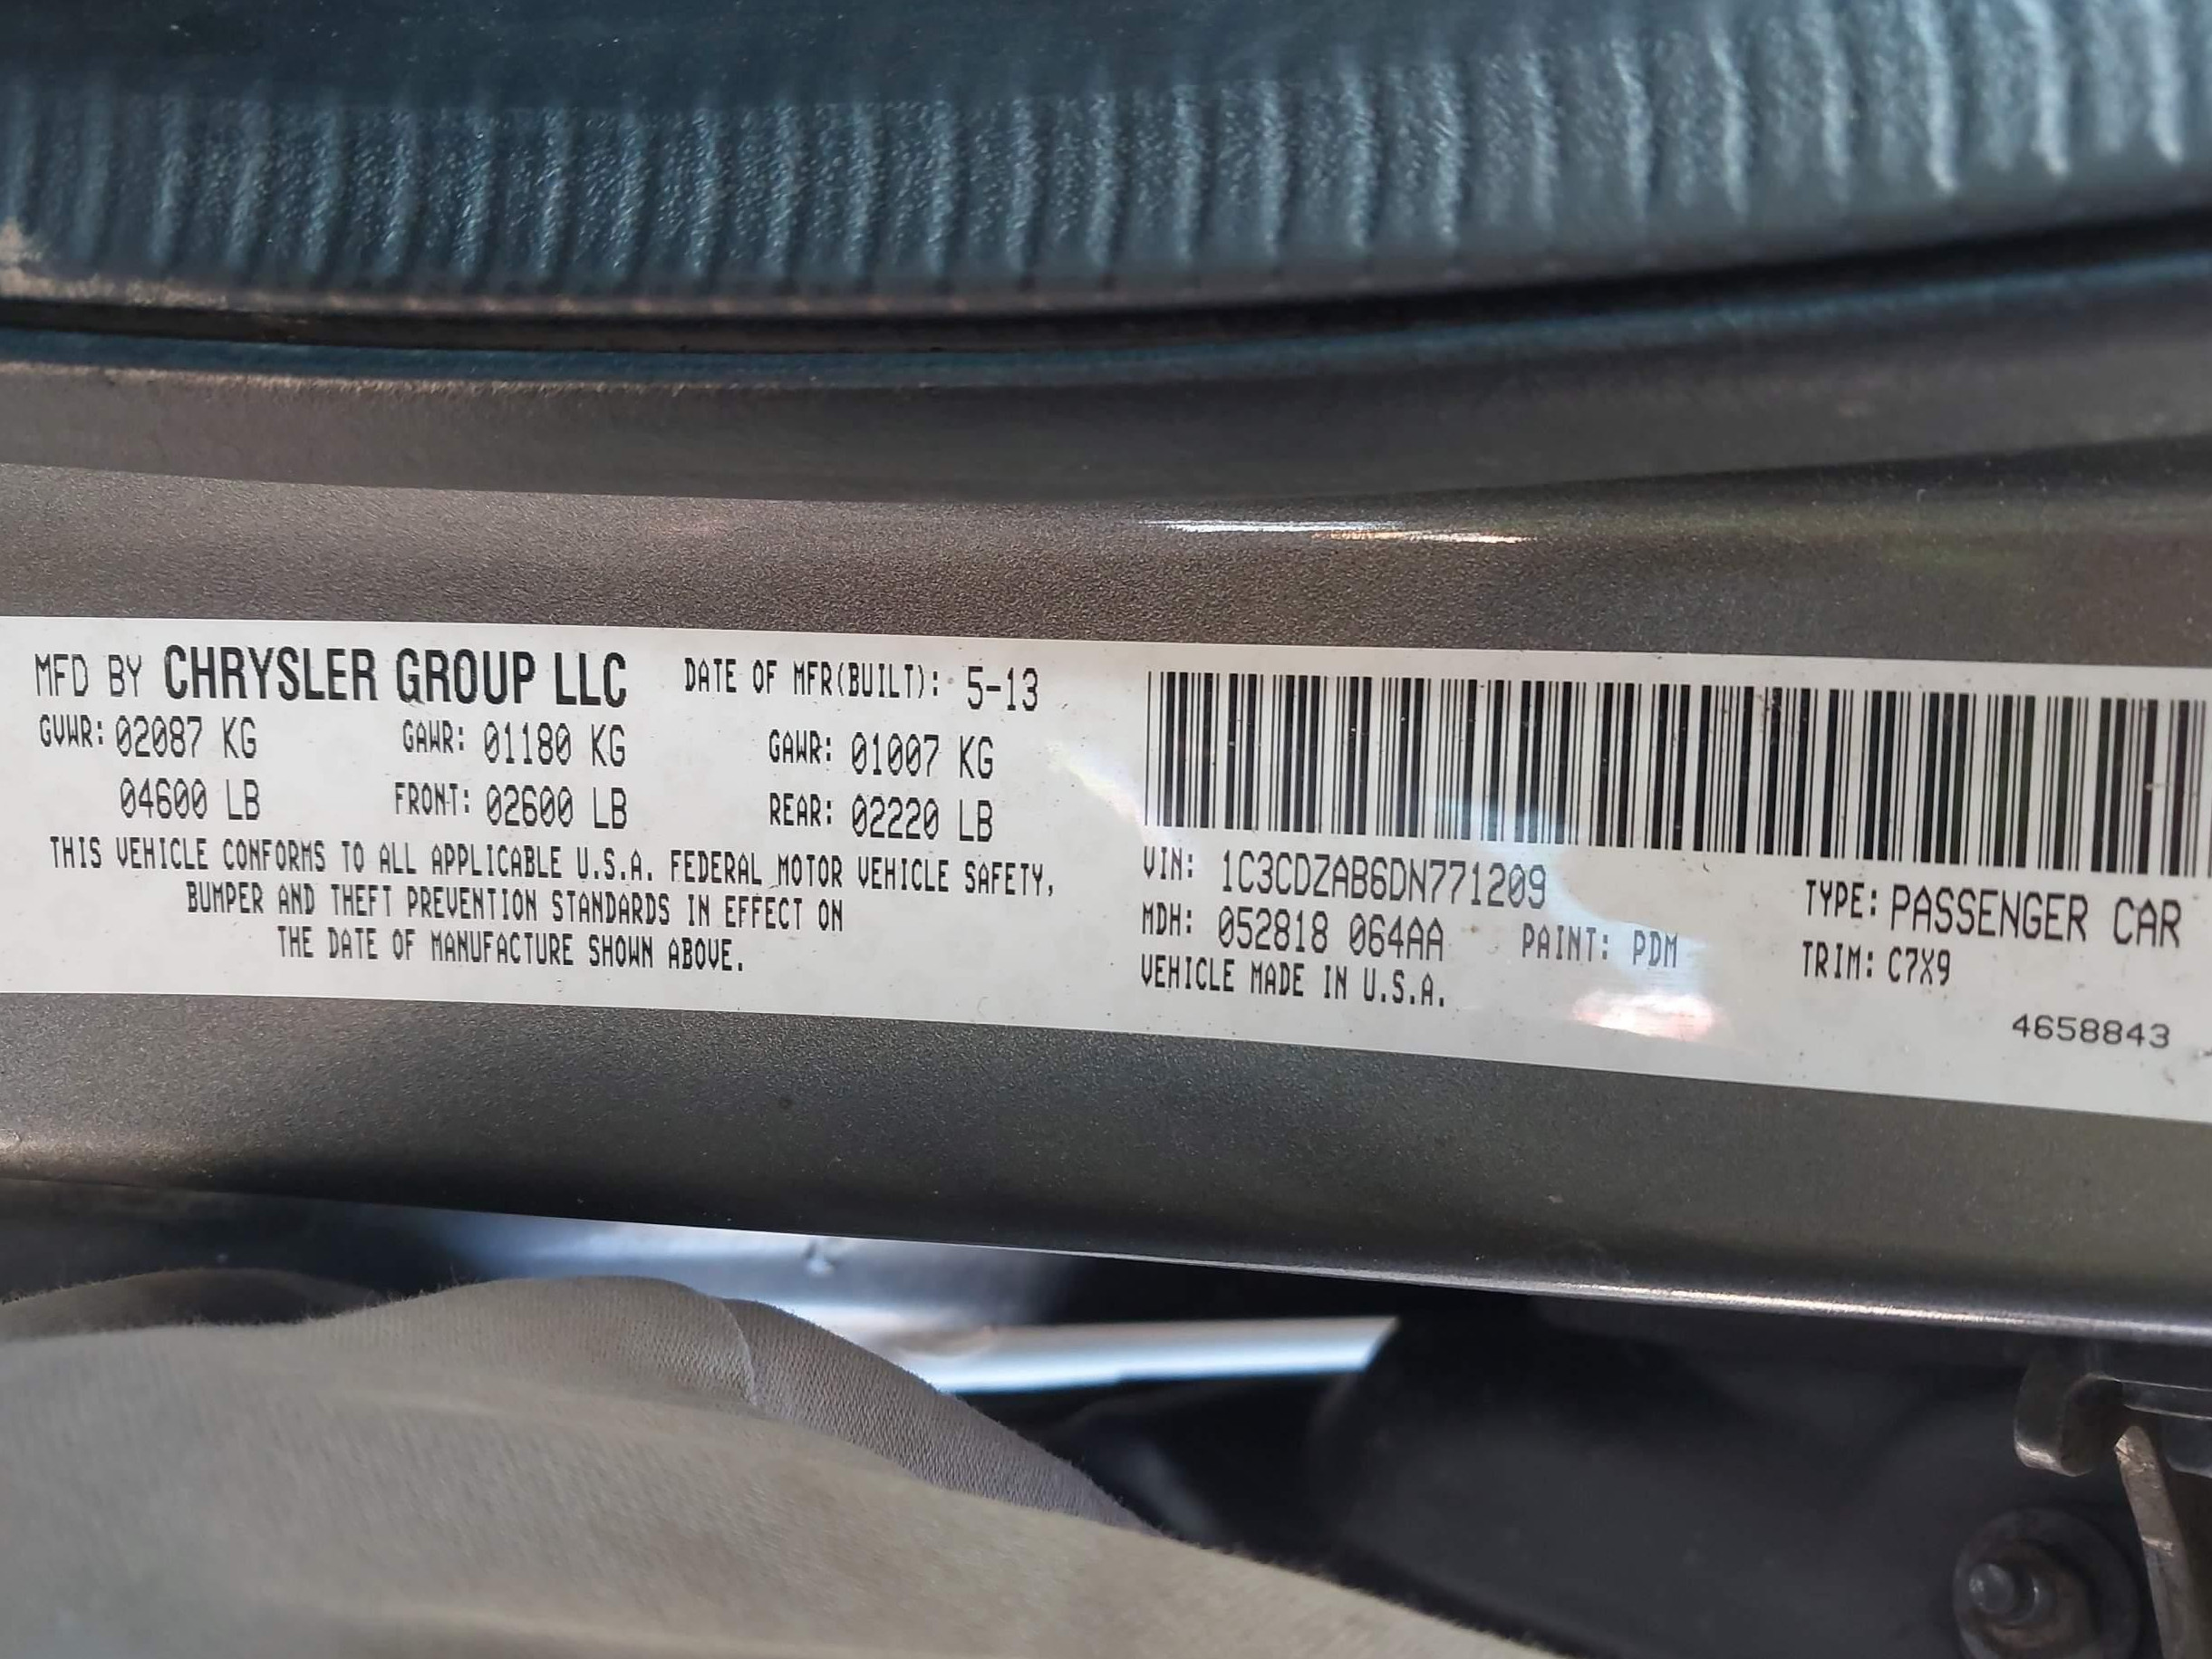 MFD BY CHRYSLER GROUP LLC DATE OF MFR(BUILT): 5-13
GVWR: 02087 KG GAWR: 01180 KG GAWR: 01007 KG
04600 LB FRONT: 02600 LB REAR: 02220 LB
THIS VEHICLE CONFORMS TO ALL APPLICABLE U.S.A. FEDERAL MOTOR VEHICLE SAFETY,
BUMPER AND THEFT PREVENTION STANDARDS IN EFFECT ON
THE DATE OF MANUFACTURE SHOWN ABOVE.
VIN: 1C3CDZAB6DN771209 TYPE: PASSENGER CAR
MDH: 052818 064AA PAINT: PDM TRIM: C7X9
VEHICLE MADE IN U.S.A.
4658843